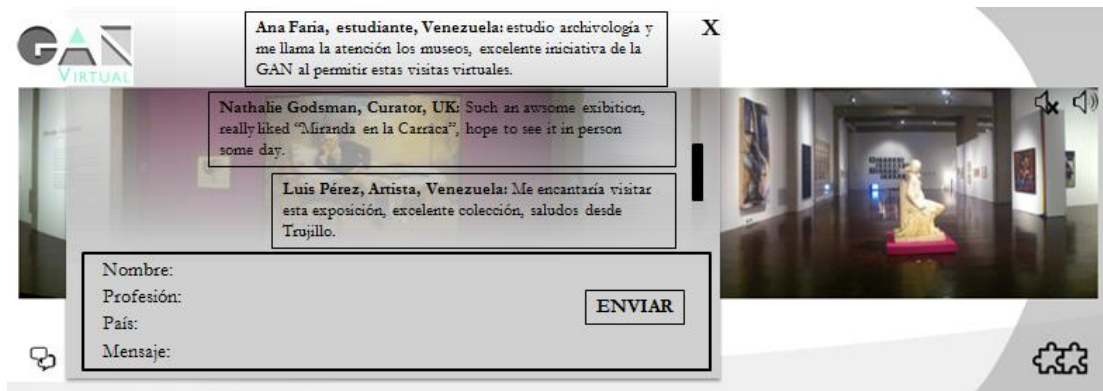 GAN
VIRTUAL
X
Ana Faria, estudiante, Venezuela: estudio archivología y
me llama la atención los museos, excelente iniciativa de la
GAN al permitir estas visitas virtuales.
Nathalie Godsman, Curator, UK: Such an awsome exibition,
really liked “Miranda en la Carraca”, hope to see it in person
some day.
Luis Pérez, Artista, Venezuela: Me encantaría visitar
esta exposición, excelente colección, saludos desde
Trujillo.
Nombre:
Profesión:
País:
Mensaje:
ENVIAR